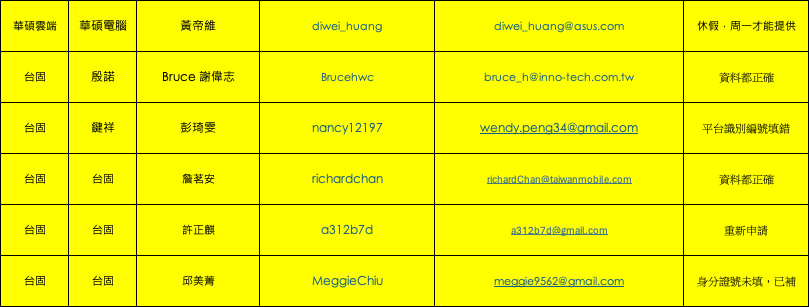 華碩雲端 華碩電腦 黃帝維 diwei_huang diwei_huang@asus.com 休假，周一才能提供
台固 殷諾 Bruce 謝偉志 Brucehwc bruce_h@inno-tech.com.tw 資料都正確
台固 鍵祥 彭琦雯 nancy12197 wendy.peng34@gmail.com 平台識別編號填錯
台固 台固 詹茗安 richardchan richardChan@taiwanmobile.com 資料都正確
台固 台固 許正麒 a312b7d a312b7d@gmail.com 重新申請
台固 台固 邱美菁 MeggieChiu meggie9562@gmail.com 身分證號未填，已補